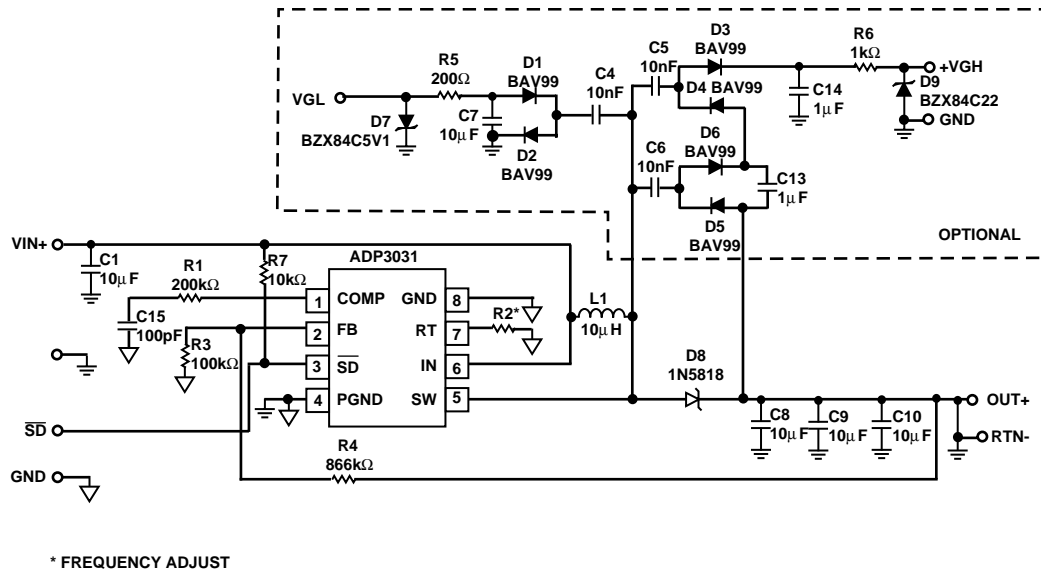 D3
BAV99
R6
1kΩ
+VGH
C5
10nF
D1
BAV99
R5
200Ω
C4
10nF
D4 BAV99
D9
BZX84C22
C14
1μF
VGL
GND
D7
BZX84C5V1
C7
10μF
D2
BAV99
D6
BAV99
C6
10nF
C13
1μF
D5
BAV99
OPTIONAL
VIN+
ADP3031
C1
10μF
R1
200kΩ
R7
10kΩ
1
COMP
GND
8
C15
100pF
2
FB
RT
7
R2*
L1
10μH
R3
100kΩ
3
SD
IN
6
D8
1N5818
4
PGND
SW
5
OUT+
C8
10μF
C9
10μF
C10
10μF
RTN-
SD
R4
866kΩ
GND
* FREQUENCY ADJUST